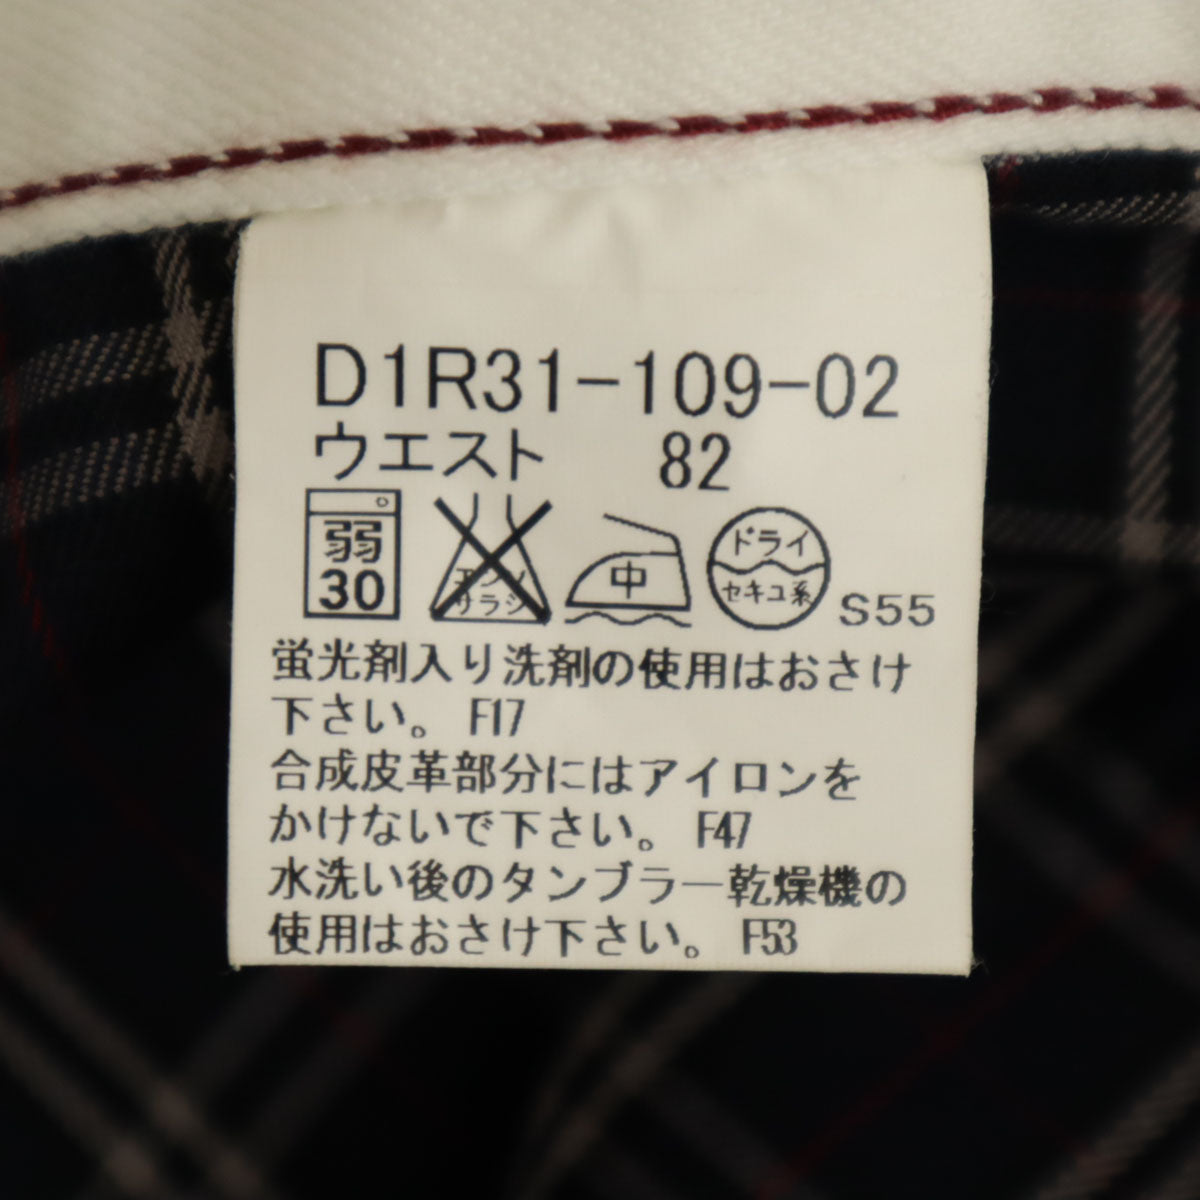 D1R31-109-02
ウエスト 82
弱
30
エンソ
サラシ
中
ドライ
セキユ系
S55
蛍光剤入り洗剤の使用はおさけ
下さい。 F17
合成皮革部分にはアイロンを
かけないで下さい。 F47
水洗い後のタンブラー乾燥機の
使用はおさけ下さい。 F53